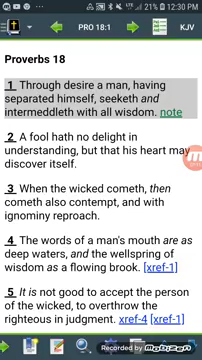 LTE 21% 12:30 PM
PRO 18:1 KJV
Proverbs 18
1 Through desire a man, having
separated himself, seeketh and
intermeddleth with all wisdom. note
2 A fool hath no delight in
understanding, but that his heart may
discover itself.
3 When the wicked cometh, then
cometh also contempt, and with
ignominy reproach.
4 The words of a man's mouth are as
deep waters, and the wellspring of
wisdom as a flowing brook. [xref-1]
5 It is not good to accept the person
of the wicked, to overthrow the
righteous in judgment. xref-4 [xref-1]
RECORDED WITH
mobizen